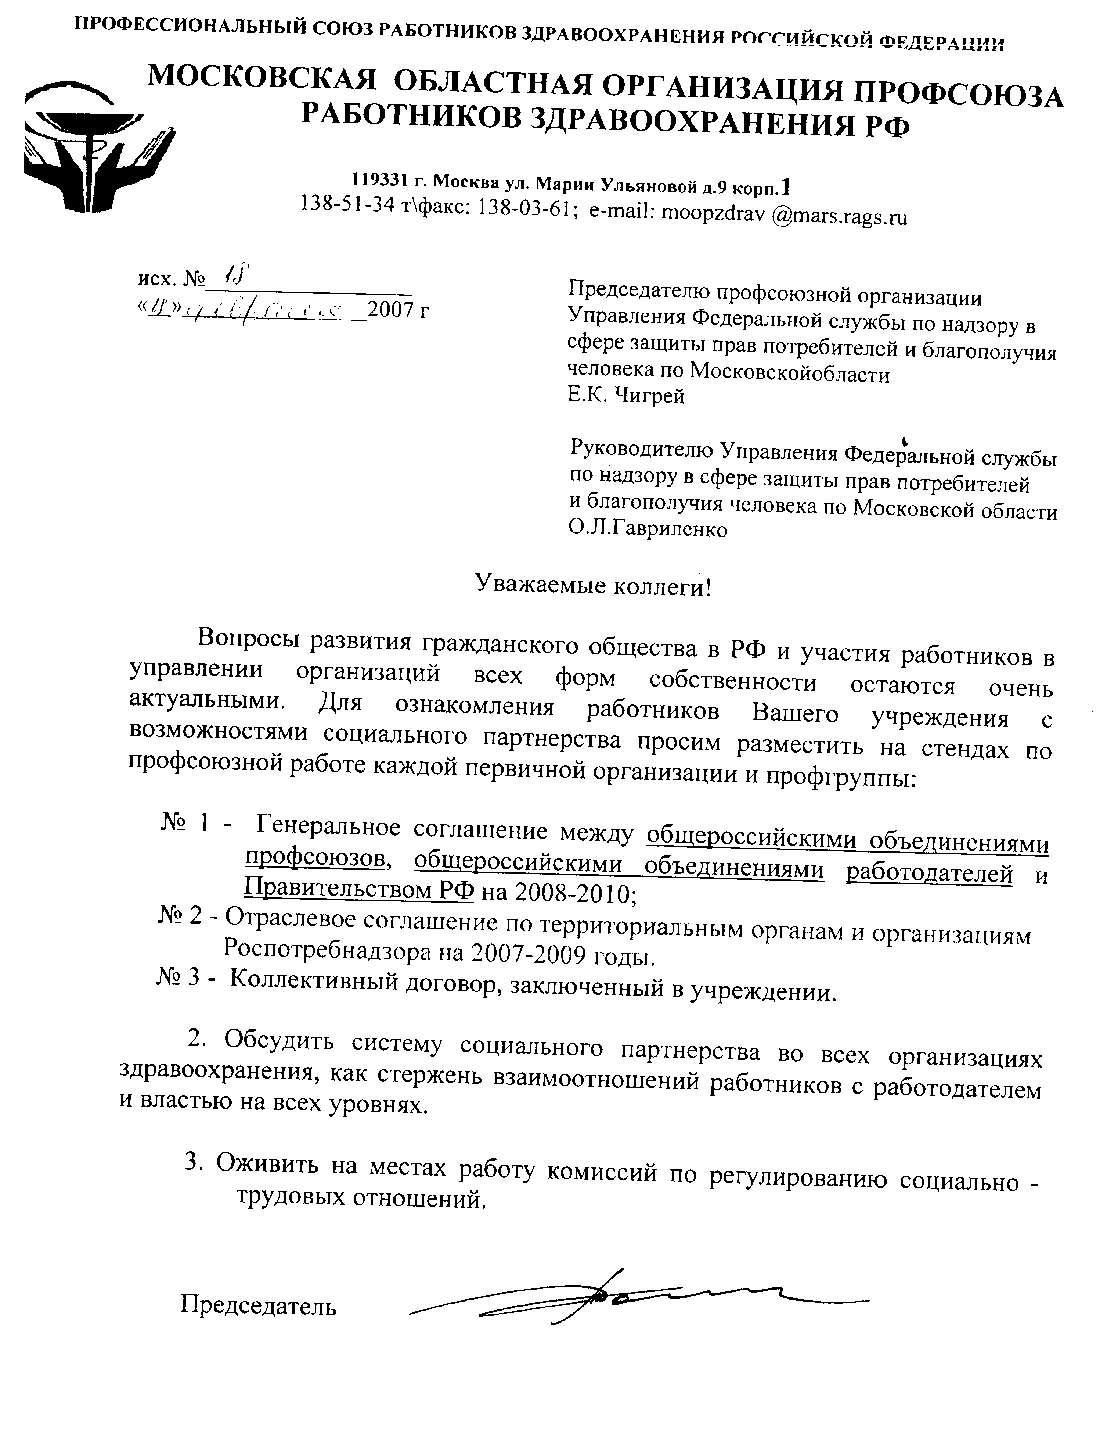 ПРОФЕССИОНАЛЬНЫЙ СОЮЗ РАБОТНИКОВ ЗДРАВООХРАНЕНИЯ РОССИЙСКОЙ ФЕДЕРАЦИИ
МОСКОВСКАЯ ОБЛАСТНАЯ ОРГАНИЗАЦИЯ ПРОФСОЮЗА
РАБОТНИКОВ ЗДРАВООХРАНЕНИЯ РФ
119331 г. Москва ул. Марии Ульяновой д.9 корп.1
138-51-34 т\факс: 138-03-61; e-mail: moopzdrav @mars.rags.ru
исх. №
2007 г
Председателю профсоюзной организации
Управления Федеральной службы по надзору в
сфере защиты прав потребителей и благополучия
человека по Московскойобласти
Е.К. Чигрей
Руководителю Управления Федеральной службы
по надзору в сфере защиты прав потребителей
и благополучия человека по Московской области
О.Л.Гавриленко
Уважаемые коллеги!
Вопросы развития гражданского общества в РФ и участия работников в
управлении организаций всех форм собственности остаются очень
актуальными. Для ознакомления работников Вашего учреждения с
возможностями социального партнерства просим разместить на стендах по
профсоюзной работе каждой первичной организации и профгруппы:
№ 1 - Генеральное соглашение между общероссийскими объединениями
профсоюзов, общероссийскими объединениями работодателей и
Правительством РФ на 2008-2010;
№ 2 - Отраслевое соглашение по территориальным органам и организациям
Роспотребнадзора на 2007-2009 годы.
№ 3 - Коллективный договор, заключенный в учреждении.
2. Обсудить систему социального партнерства во всех организациях
здравоохранения, как стержень взаимоотношений работников с работодателем
и властью на всех уровнях.
3. Оживить на местах работу комиссий по регулированию социально -
трудовых отношений.
Председатель